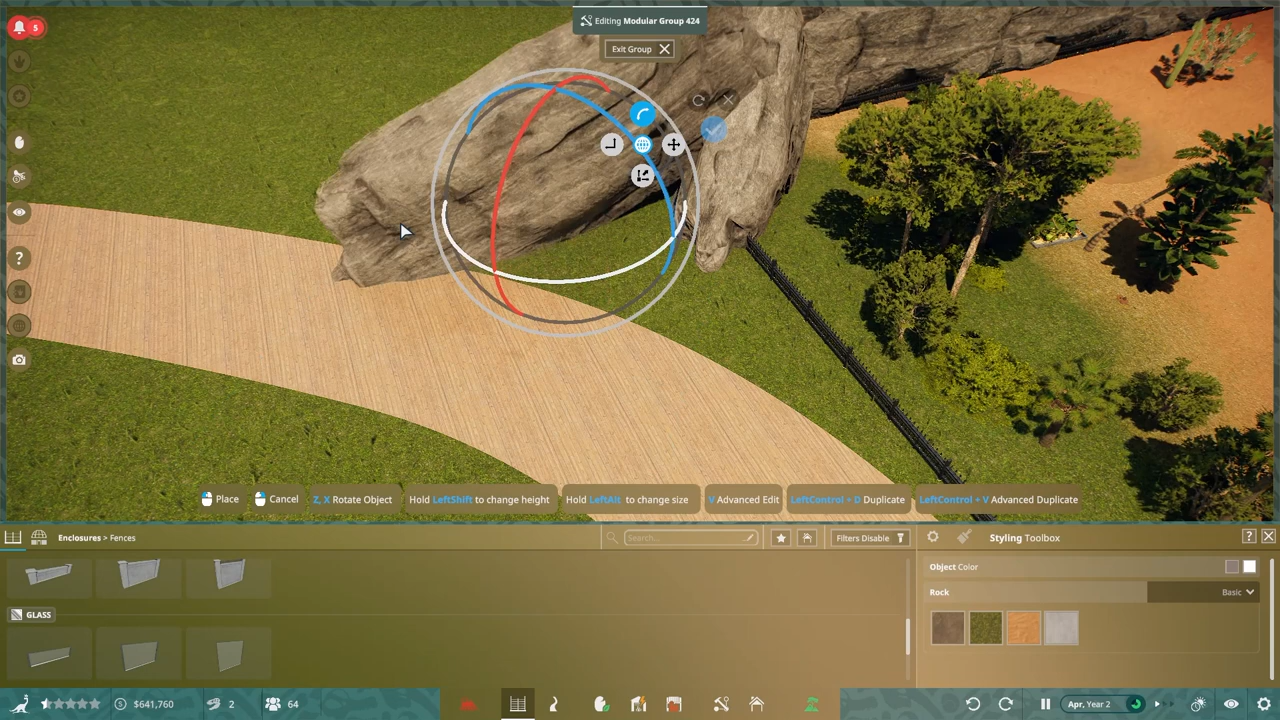 5
Editing Modular Group 424
Exit Group
Place
Cancel
Z, X Rotate Object
Hold LeftShift to change height
Hold LeftAlt to change size
V Advanced Edit
LeftControl + D Duplicate
LeftControl + V Advanced Duplicate
Enclosures > Fences
Search...
Filters Disable
Styling Toolbox
?
Object Color
Rock
Basic
GLASS
$641,760
2
64
Apr, Year 2